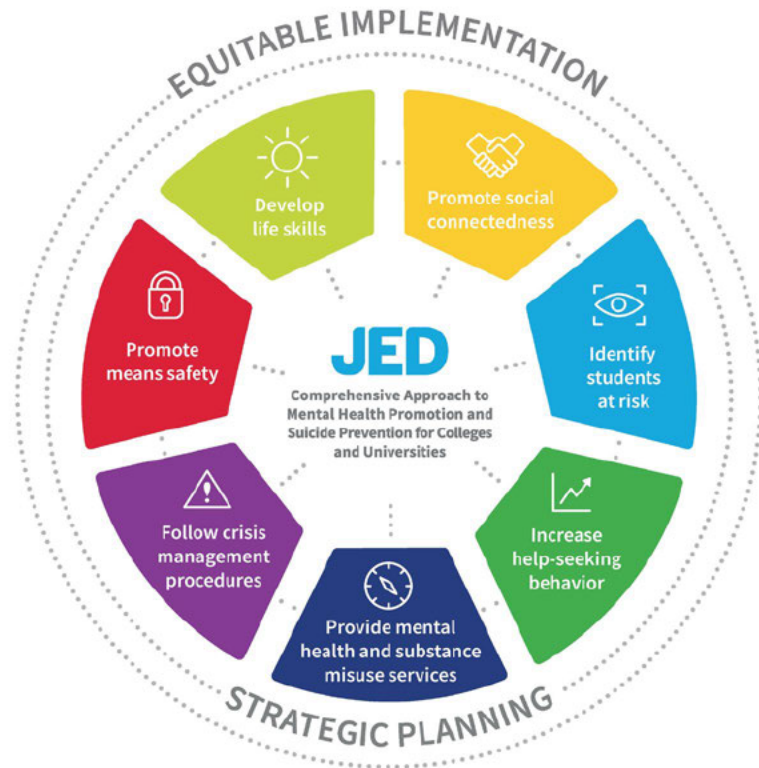 EQUITABLE IMPLEMENTATION
Develop
life skills
Promote social
connectedness
Promote
means safety
Identify
students
at risk
JED
Comprehensive Approach to
Mental Health Promotion and
Suicide Prevention for Colleges
and Universities
Follow crisis
management
procedures
Increase
help-seeking
behavior
Provide mental
health and substance
misuse services
STRATEGIC PLANNING